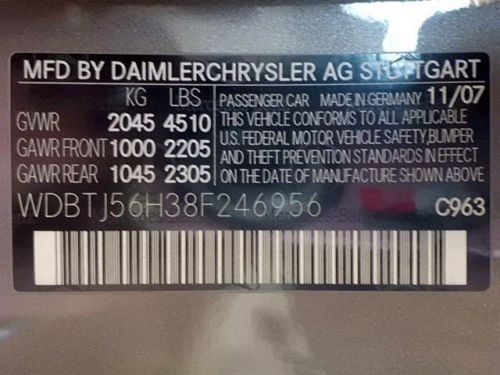 MFD BY DAIMLERCHRYSLER AG STUTTGART
KG LBS
GVWR 2045 4510
GAWR FRONT 1000 2205
GAWR REAR 1045 2305
PASSENGER CAR MADE IN GERMANY 11/07
THIS VEHICLE CONFORMS TO ALL APPLICABLE
U.S. FEDERAL MOTOR VEHICLE SAFETY, BUMPER
AND THEFT PREVENTION STANDARDS IN EFFECT
ON THE DATE OF MANUFACTURE SHOWN ABOVE
WDBTJ56H38F246956
C963